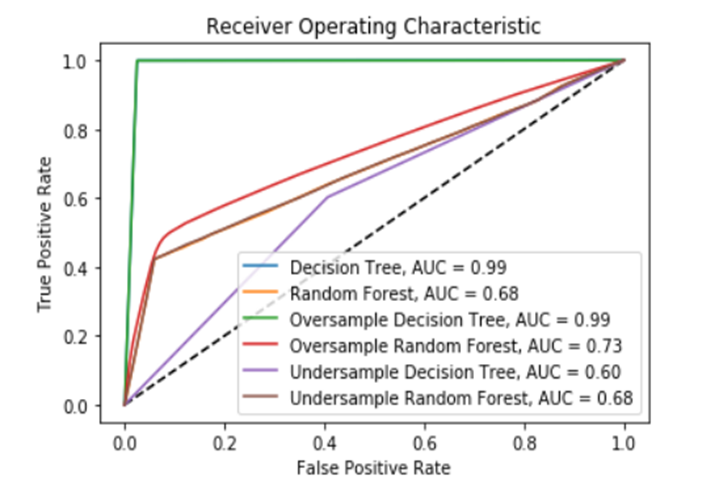 Receiver Operating Characteristic
True Positive Rate
1.0
0.8
0.6
0.4
0.2
0.0
Decision Tree, AUC = 0.99
Random Forest, AUC = 0.68
Oversample Decision Tree, AUC = 0.99
Oversample Random Forest, AUC = 0.73
Undersample Decision Tree, AUC = 0.60
Undersample Random Forest, AUC = 0.68
0.0 0.2 0.4 0.6 0.8 1.0
False Positive Rate